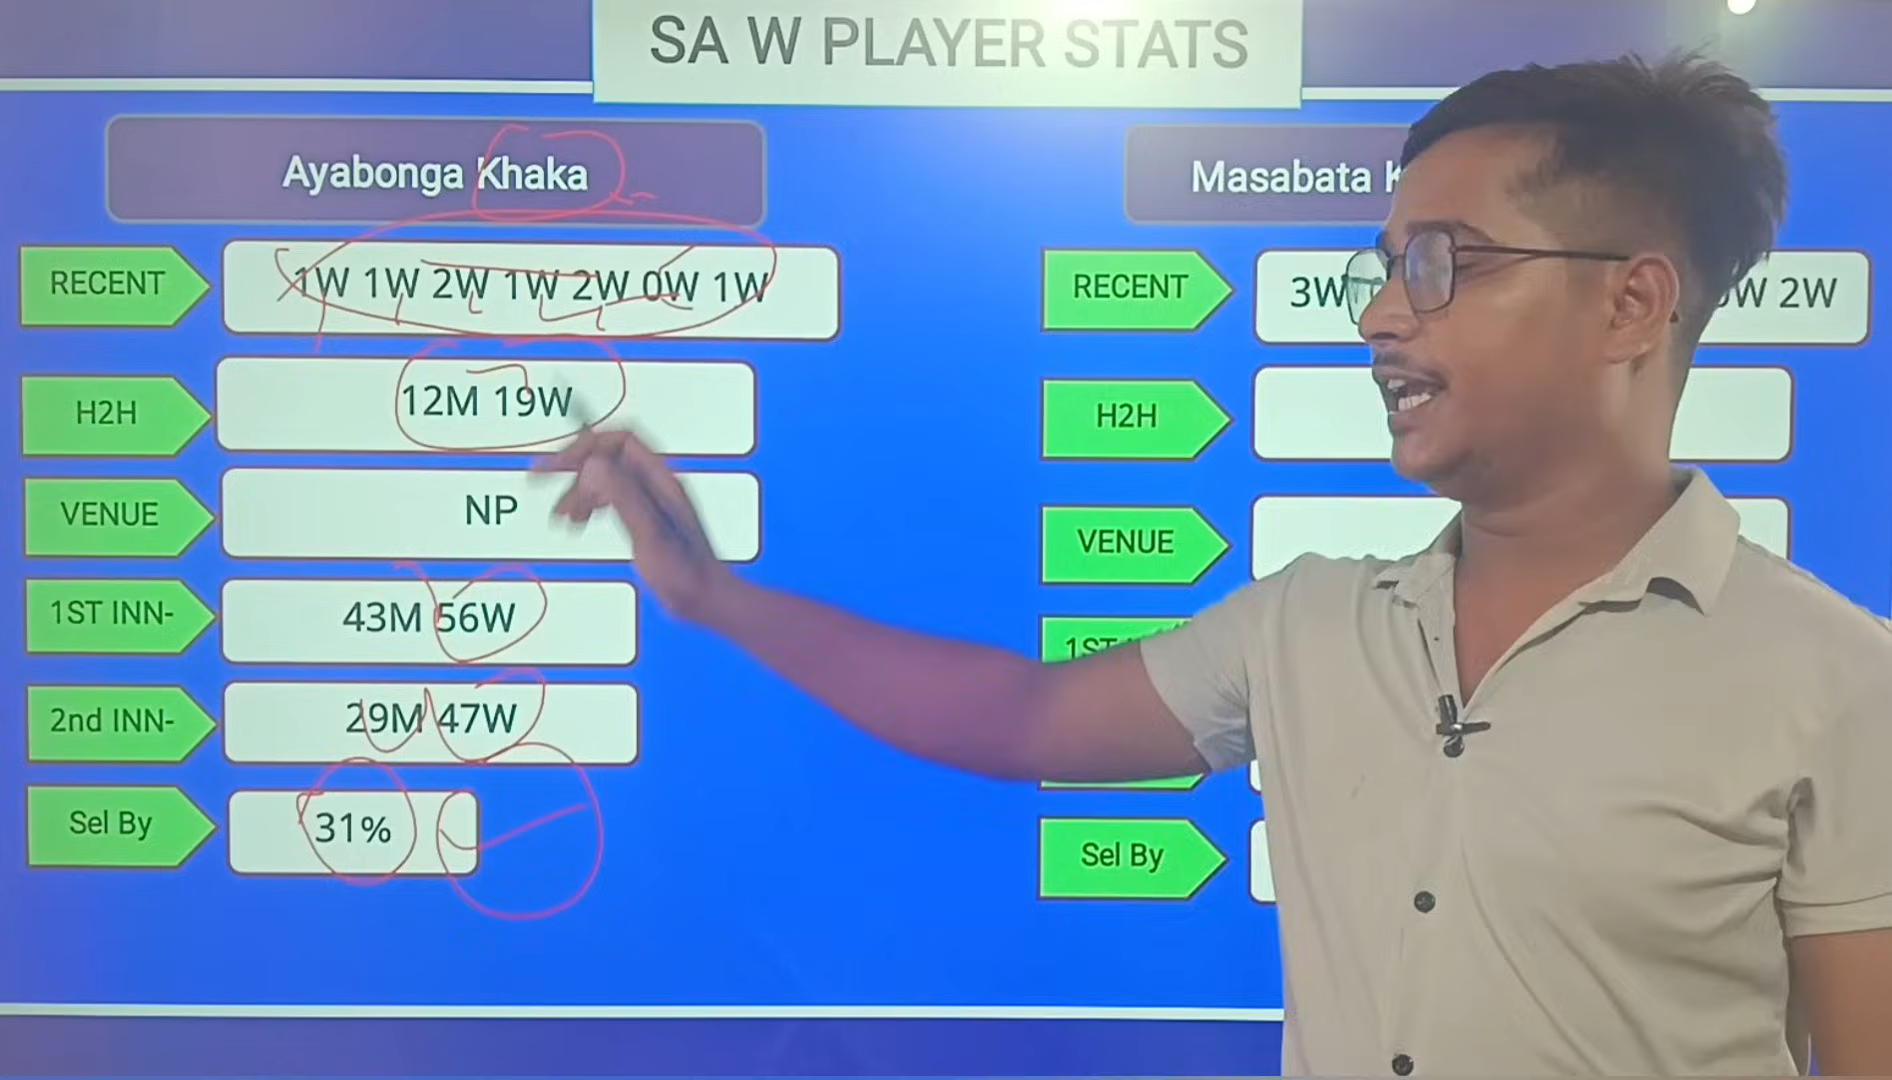 SA W PLAYER STATS
Ayabonga Khaka
RECENT
1W 1W 2W 1W 2W 0W 1W
H2H
12M 19W
VENUE
NP
1ST INN-
43M 56W
2nd INN-
29M 47W
Sel By
31%
Masabata
RECENT
3W 2W
H2H
VENUE
1ST
Sel By